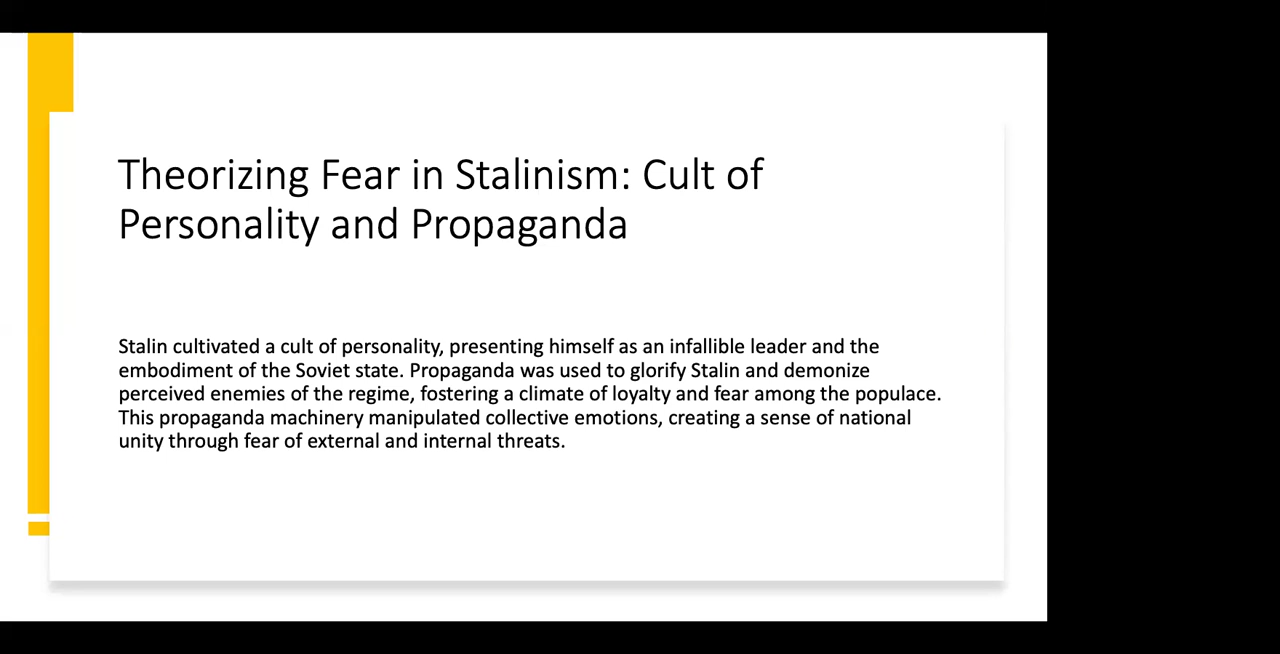 Theorizing Fear in Stalinism: Cult of
Personality and Propaganda
Stalin cultivated a cult of personality, presenting himself as an infallible leader and the
embodiment of the Soviet state. Propaganda was used to glorify Stalin and demonize
perceived enemies of the regime, fostering a climate of loyalty and fear among the populace.
This propaganda machinery manipulated collective emotions, creating a sense of national
unity through fear of external and internal threats.